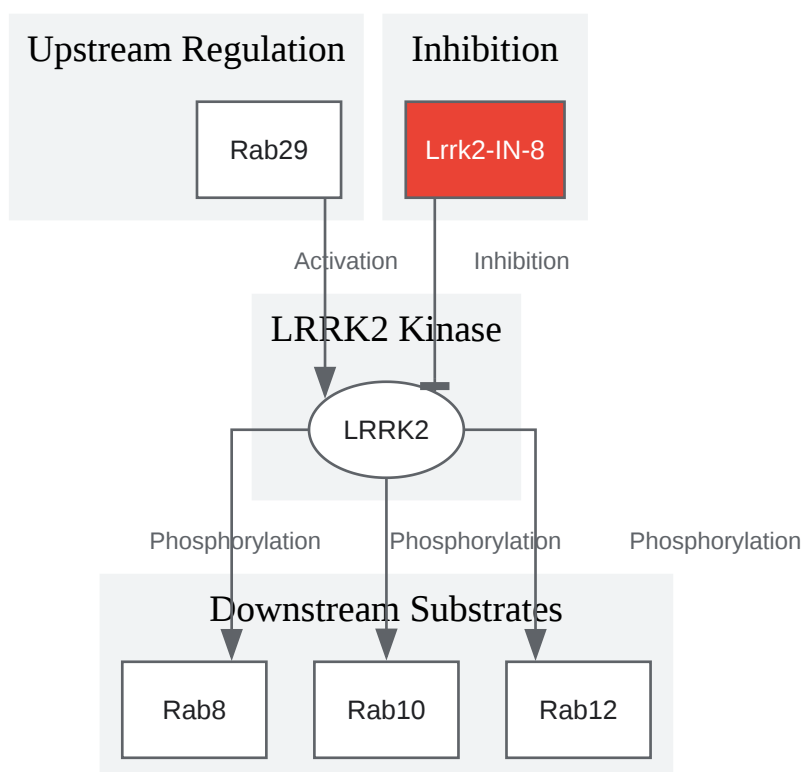 Upstream Regulation
Inhibition
Rab29
Lrrk2-IN-8
Activation
Inhibition
LRRK2 Kinase
LRRK2
Phosphorylation
Phosphorylation
Phosphorylation
Downstream Substrates
Rab8
Rab10
Rab12